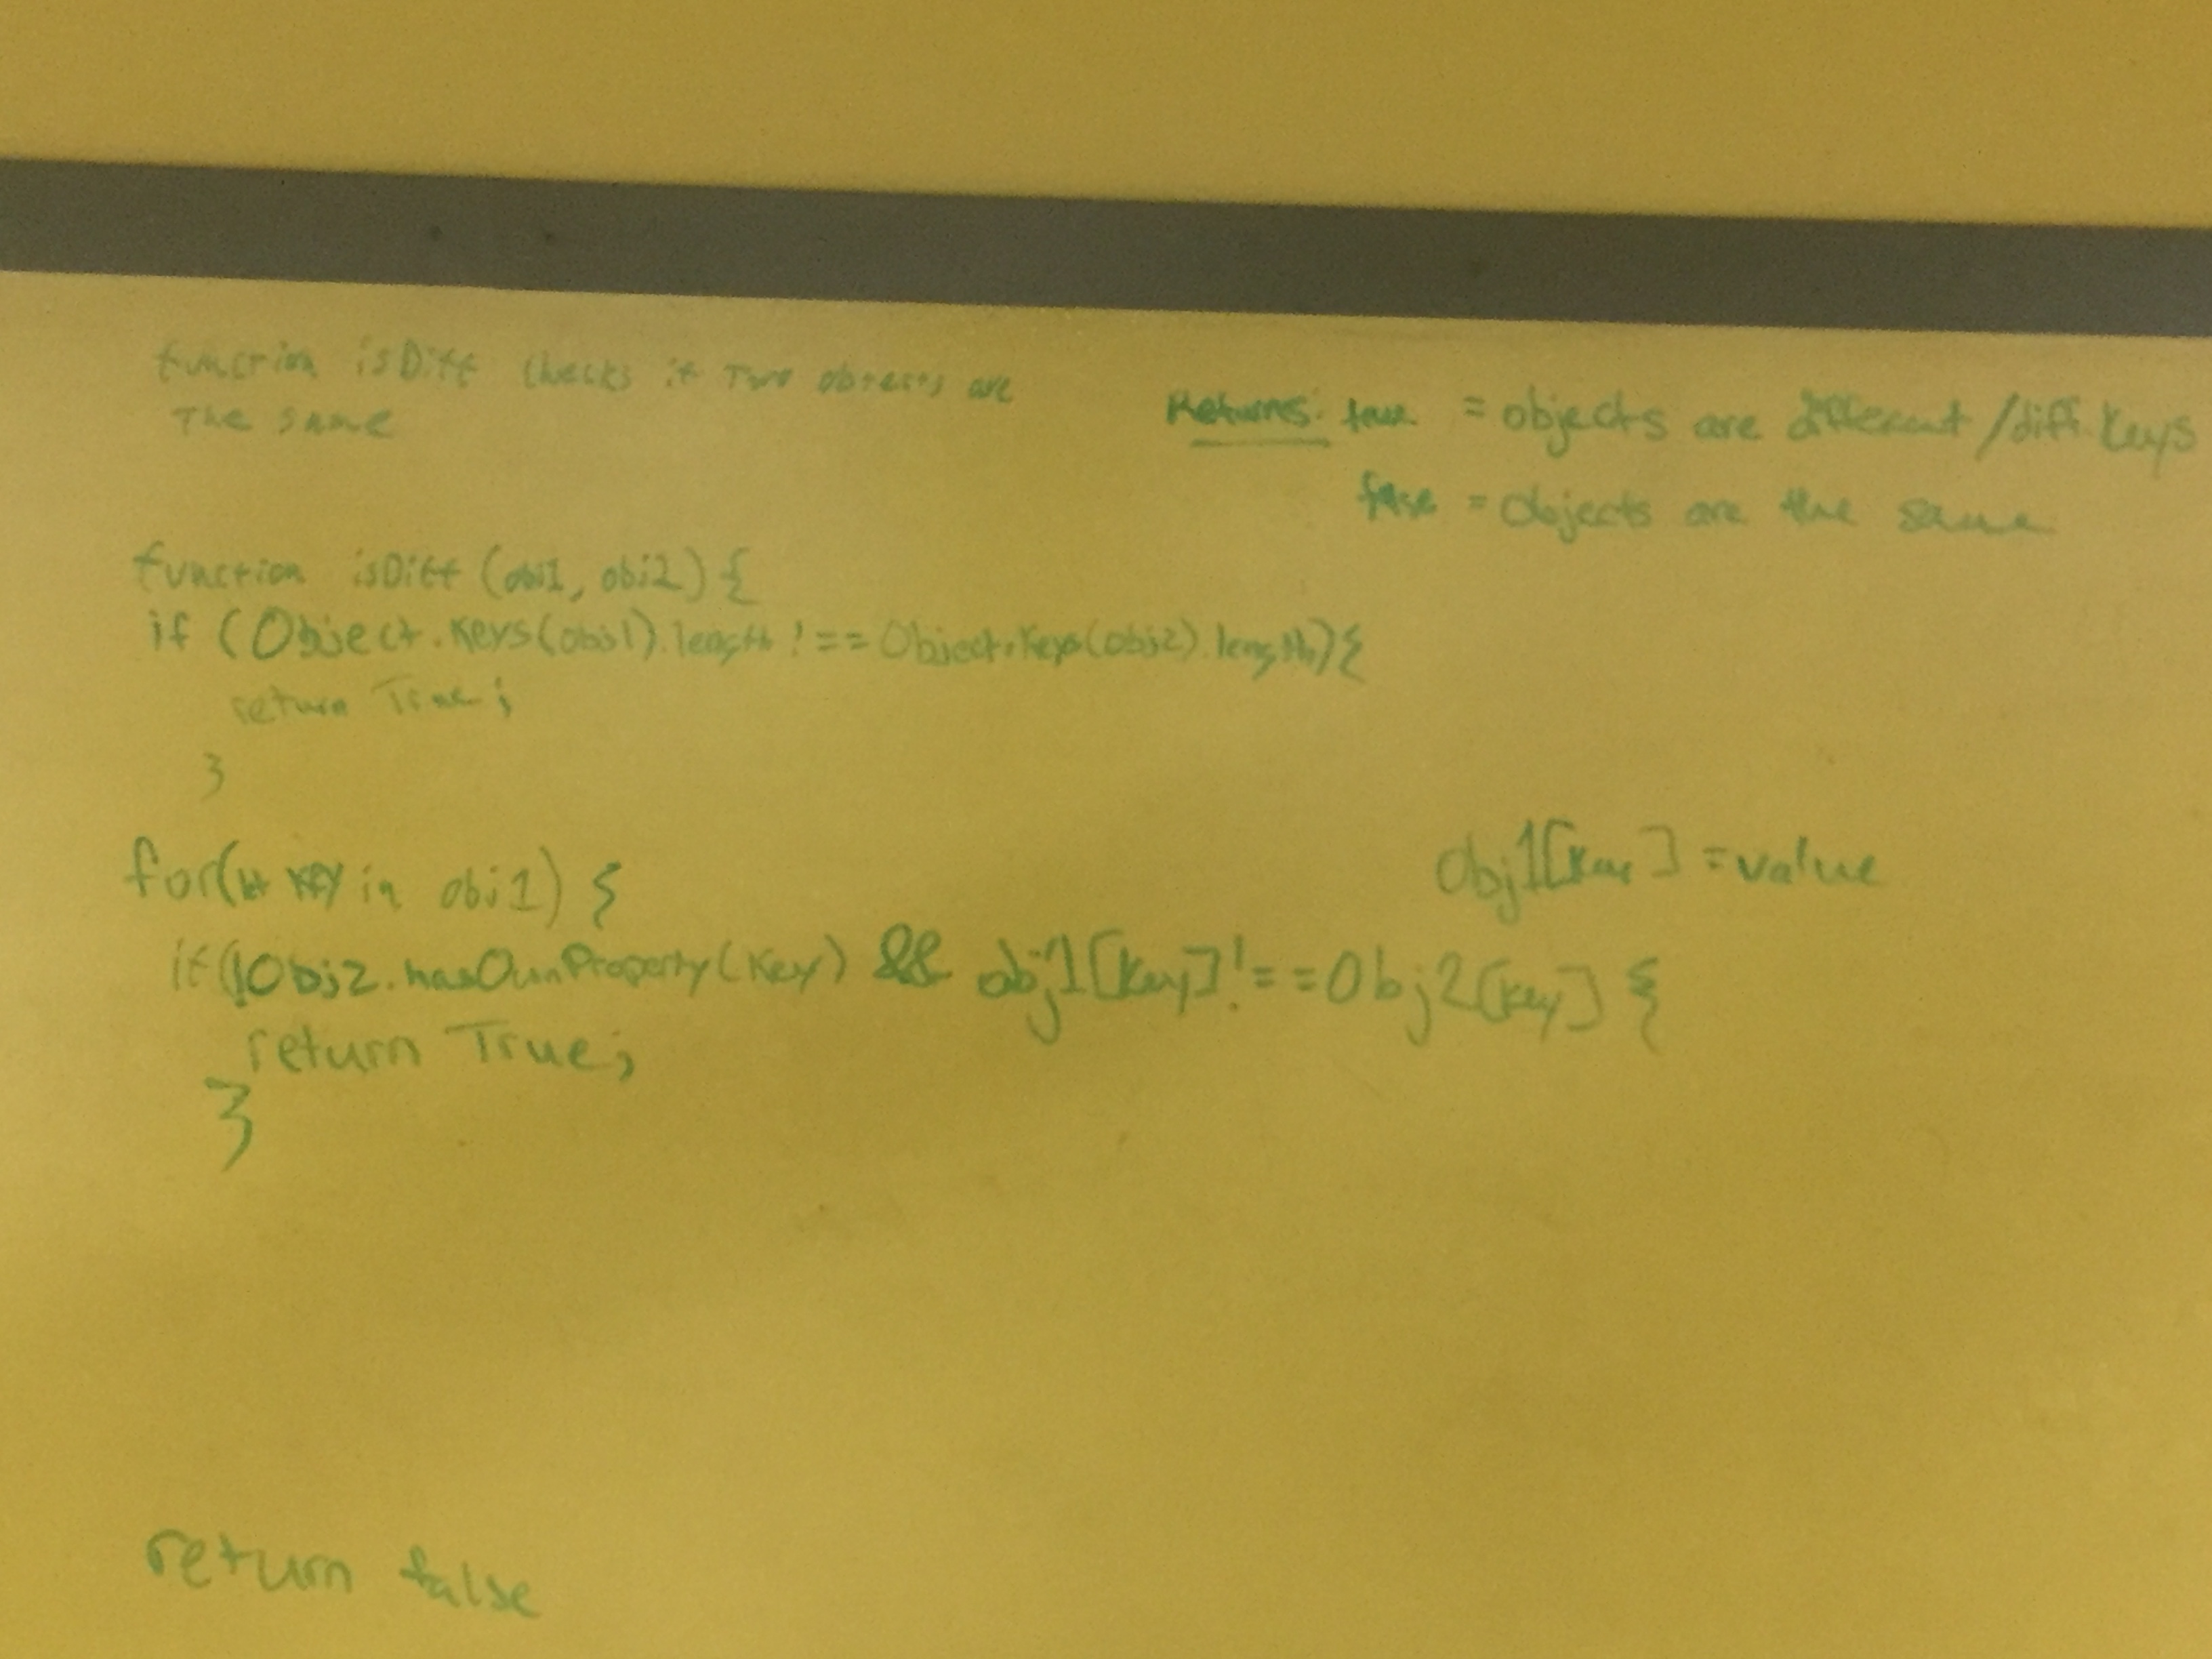 function isDiff checks if Two objects are
The same
Returns: true = objects are different /diff. keys
false = Objects are the same
function isDiff (obj1, obj2) {
if (Object.Keys(obj1).length !== Object.Keys(obj2).length){
return True;
}
for(let KEY in obj1) {
Obj1[Key] = value
if(!Obj2.hasOwnProperty(Key) && obj1[Key] !== Obj2[Key] {
return True;
}
return false